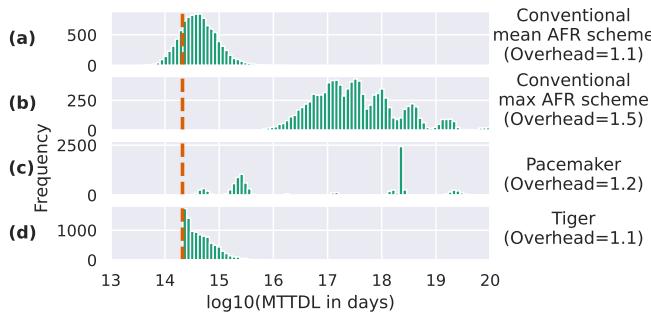 (a)
500
0
Conventional
mean AFR scheme
(Overhead=1.1)
(b)
250
0
Conventional
max AFR scheme
(Overhead=1.5)
Frequency
(c)
2500
0
Pacemaker
(Overhead=1.2)
(d)
1000
0
Tiger
(Overhead=1.1)
13 14 15 16 17 18 19 20
log10(MTTDL in days)